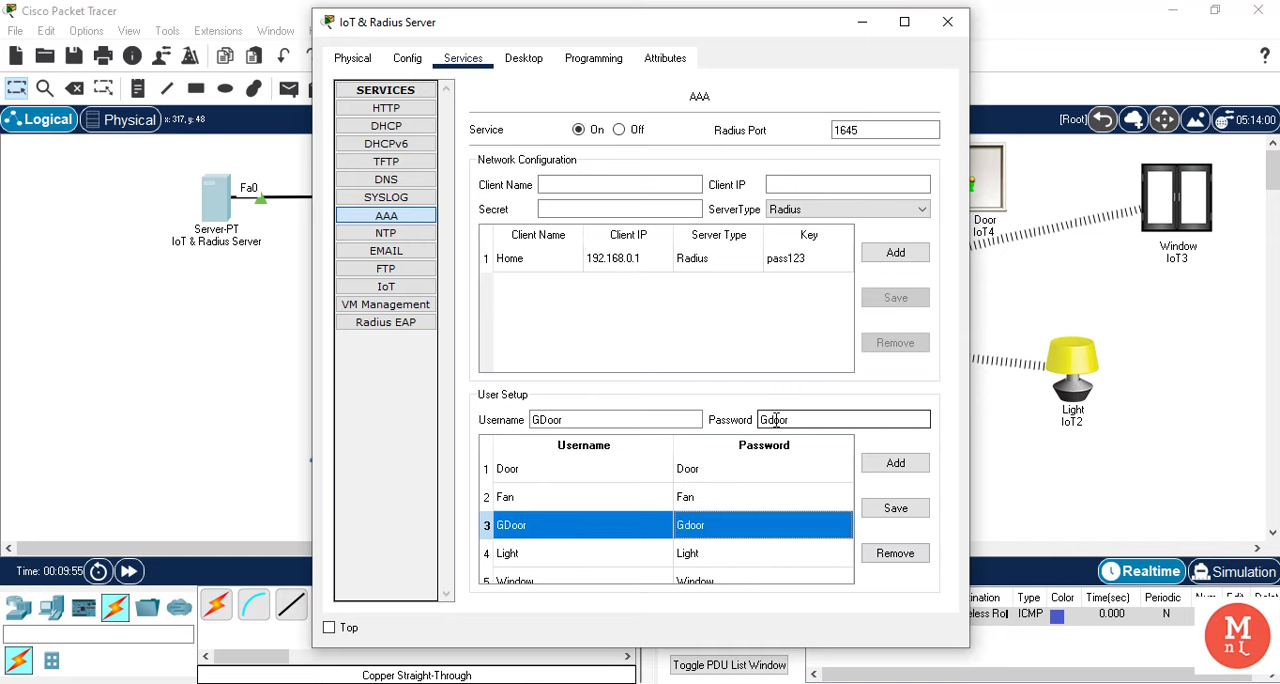 Cisco Packet Tracer
File Edit Options View Tools Extensions Window
IoT & Radius Server
Physical Config Services Desktop Programming Attributes
Logical Physical x: 317, y: 48
[Root] 05:14:00
SERVICES
HTTP
DHCP
DHCPv6
TFTP
DNS
SYSLOG
AAA
NTP
EMAIL
FTP
IoT
VM Management
Radius EAP
AAA
Service On Off Radius Port 1645
Network Configuration
Client Name Client IP
Secret ServerType Radius
Client Name Client IP Server Type Key
1 Home 192.168.0.1 Radius pass123
Add
Save
Remove
User Setup
Username GDoor Password Gdoor
Username Password
1 Door Door
2 Fan Fan
3 GDoor Gdoor
4 Light Light
5 Window Window
Add
Save
Remove
Top
Fa0
Server-PT
IoT & Radius Server
Door
IoT4
Window
IoT3
Light
IoT2
Time: 00:09:55
Realtime Simulation
Type Color Time(sec) Periodic Num Edit
ICMP 0.000 N
Copper Straight-Through
Toggle PDU List Window
M
n L